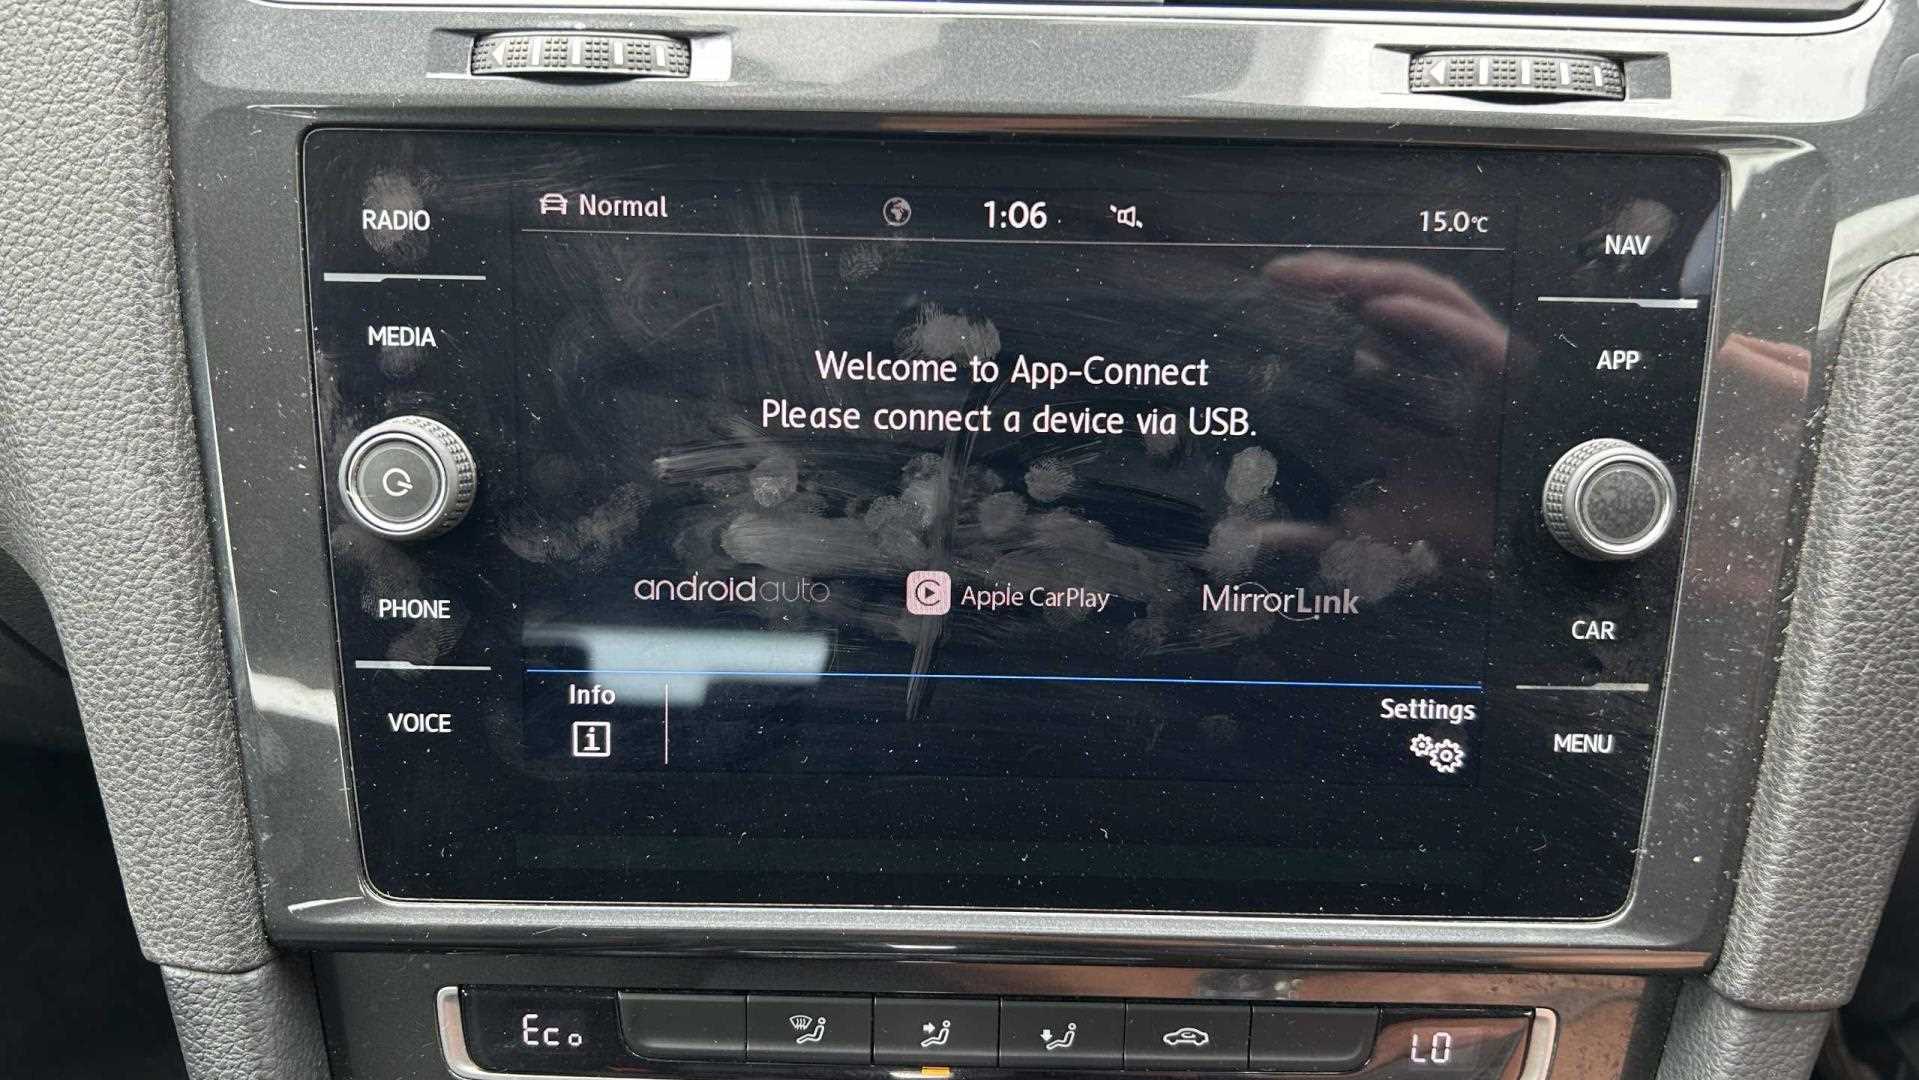 RADIO
MEDIA
PHONE
VOICE
Normal
1:06
15.0°C
Welcome to App-Connect
Please connect a device via USB.
androidauto
Apple CarPlay
MirrorLink
Info
i
Settings
NAV
APP
CAR
MENU
Eco
LO